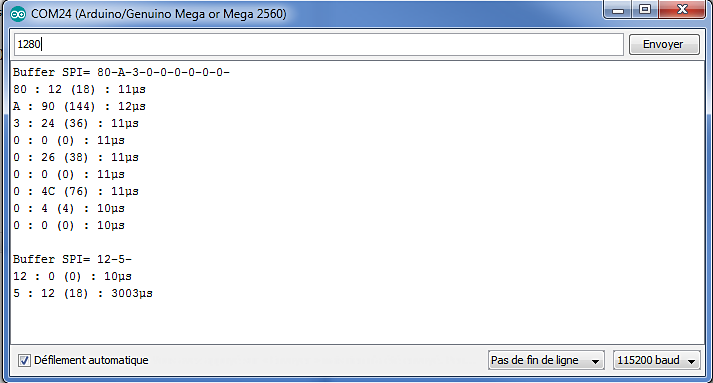 COM24 (Arduino/Genuino Mega or Mega 2560)
1280
Envoyer
Buffer SPI= 80-A-3-0-0-0-0-0-0-
80 : 12 (18) : 11µs
A : 90 (144) : 12µs
3 : 24 (36) : 11µs
0 : 0 (0) : 11µs
0 : 26 (38) : 11µs
0 : 0 (0) : 11µs
0 : 4C (76) : 11µs
0 : 4 (4) : 10µs
0 : 0 (0) : 10µs
Buffer SPI= 12-5-
12 : 0 (0) : 10µs
5 : 12 (18) : 3003µs
Défilement automatique
Pas de fin de ligne
115200 baud